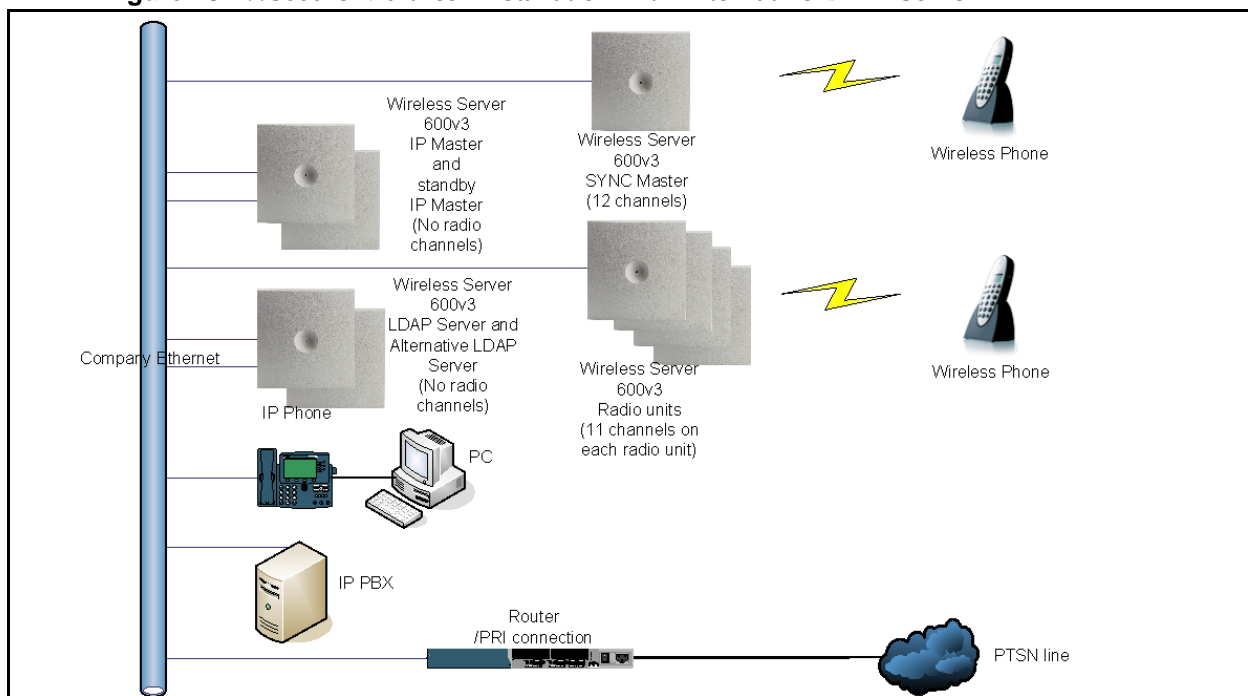 Wireless Server
600v3
IP Master
and
standby
IP Master
(No radio
channels)
Wireless Server
600v3
SYNC Master
(12 channels)
Wireless Phone
Company Ethernet
Wireless Server
600v3
LDAP Server and
Alternative LDAP
Server
(No radio
channels)
IP Phone
Wireless Server
600v3
Radio units
(11 channels on
each radio unit)
Wireless Phone
PC
IP PBX
Router
/PRI connection
PTSN line